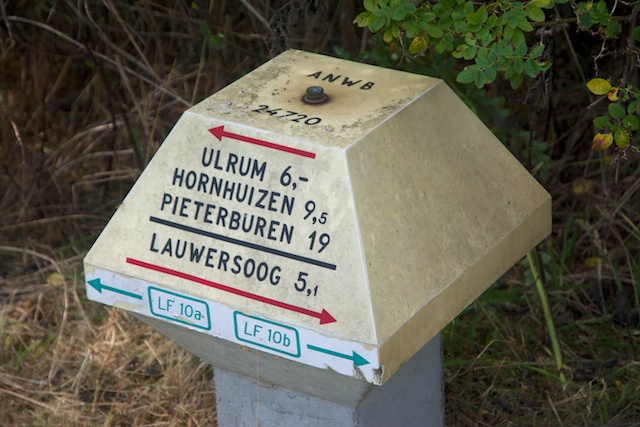 ANWB
24720
ULRUM 6,-
HORNHUIZEN 9,5
PIETERBUREN 19
LAUWERSOOG 5,1
LF 10a LF 10b